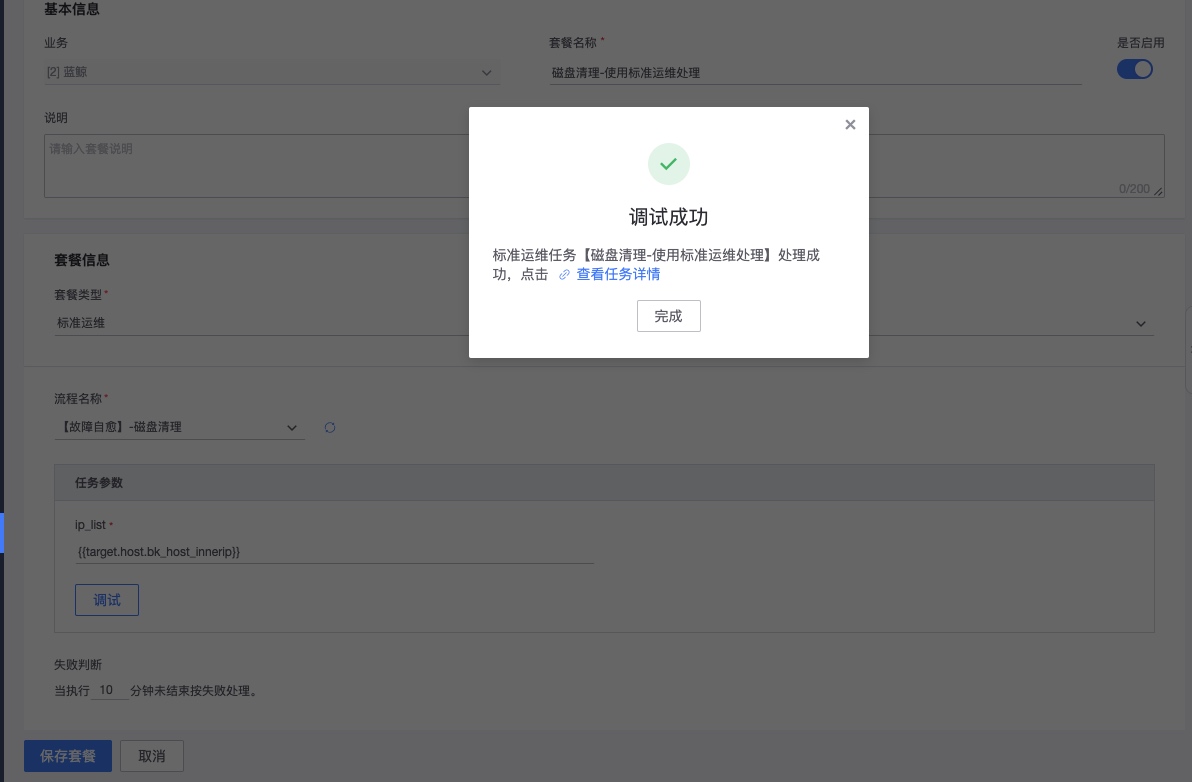 基本信息
业务
套餐名称 *
是否启用
[2] 蓝鲸
磁盘清理-使用标准运维处理
说明
请输入套餐说明
0/200
调试成功
标准运维任务【磁盘清理-使用标准运维处理】处理成
功，点击 查看任务详情
完成
套餐信息
套餐类型 *
标准运维
流程名称 *
【故障自愈】-磁盘清理
任务参数
ip_list *
{{target.host.bk_host_innerip}}
调试
失败判断
当执行 10 分钟未结束按失败处理。
保存套餐 取消